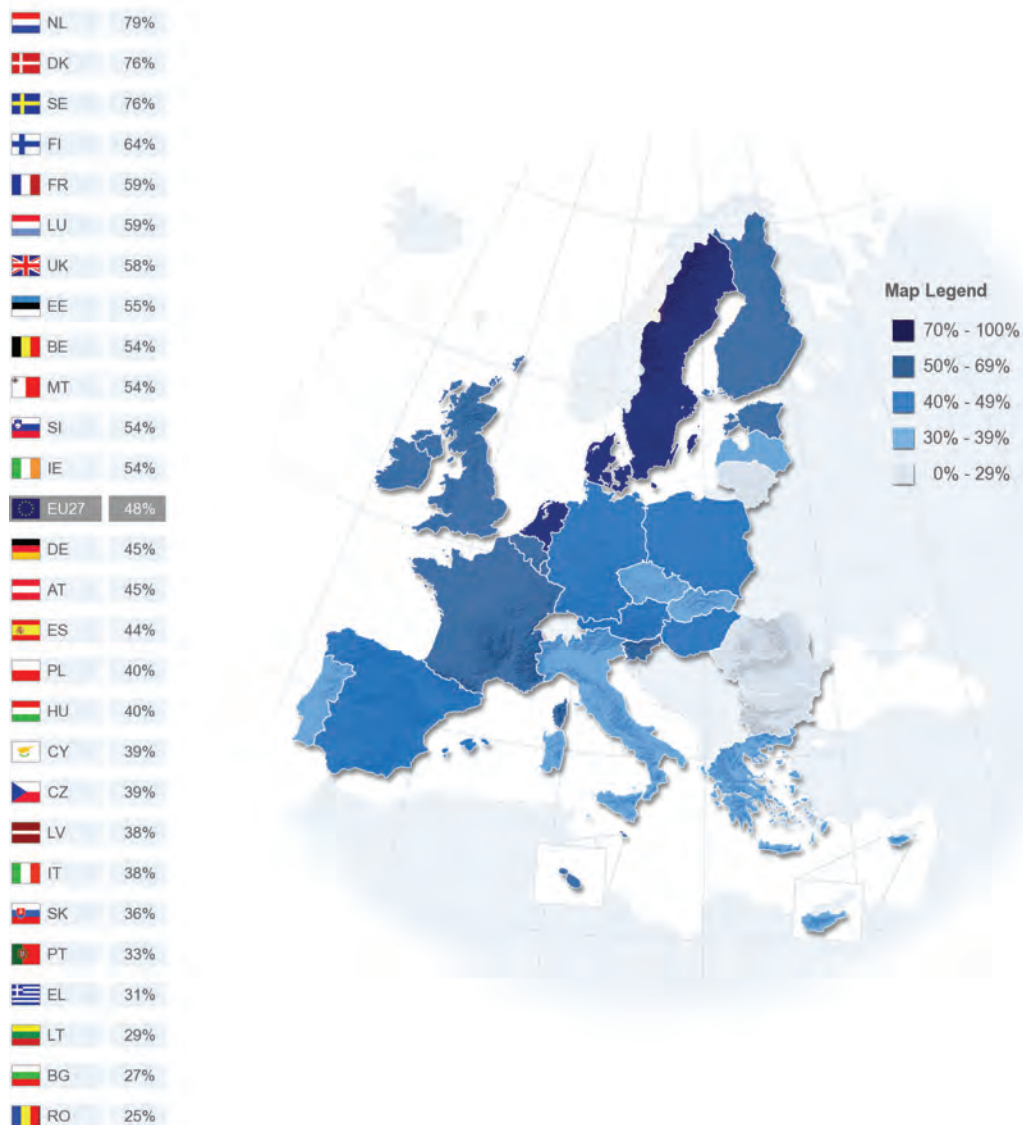 NL 79%
DK 76%
SE 76%
FI 64%
FR 59%
LU 59%
UK 58%
EE 55%
BE 54%
MT 54%
SI 54%
IE 54%
EU27 48%
DE 45%
AT 45%
ES 44%
PL 40%
HU 40%
CY 39%
CZ 39%
LV 38%
IT 38%
SK 36%
PT 33%
EL 31%
LT 29%
BG 27%
RO 25%
Map Legend
70% - 100%
50% - 69%
40% - 49%
30% - 39%
0% - 29%